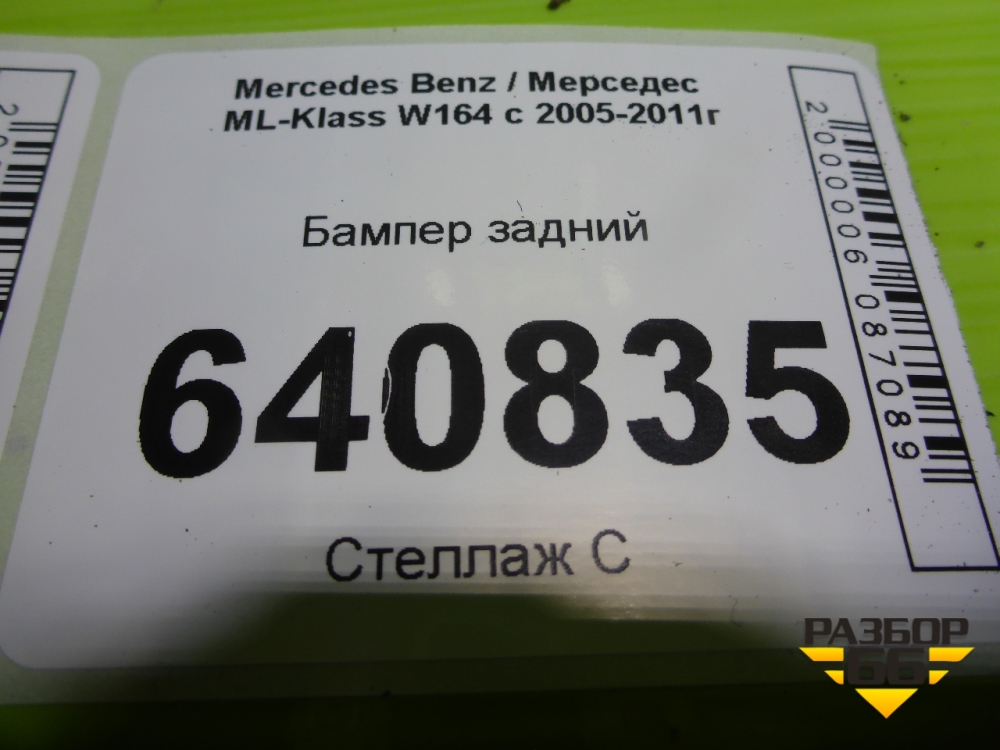 Mercedes Benz / Мерседес
ML-Klass W164 с 2005-2011г
Бампер задний
640835
Стеллаж С
2000006087089
РАЗБОР
66